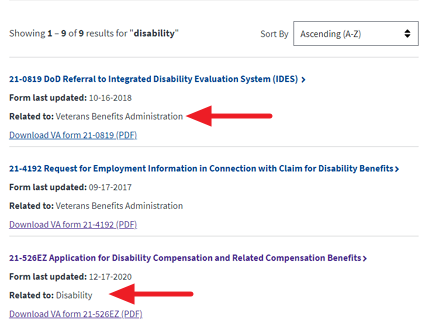 Showing 1 – 9 of 9 results for "disability"
Sort By
Ascending (A-Z)
21-0819 DoD Referral to Integrated Disability Evaluation System (IDES)
Form last updated: 10-16-2018
Related to: Veterans Benefits Administration
Download VA form 21-0819 (PDF)
21-4192 Request for Employment Information in Connection with Claim for Disability Benefits
Form last updated: 09-17-2017
Related to: Veterans Benefits Administration
Download VA form 21-4192 (PDF)
21-526EZ Application for Disability Compensation and Related Compensation Benefits
Form last updated: 12-17-2020
Related to: Disability
Download VA form 21-526EZ (PDF)